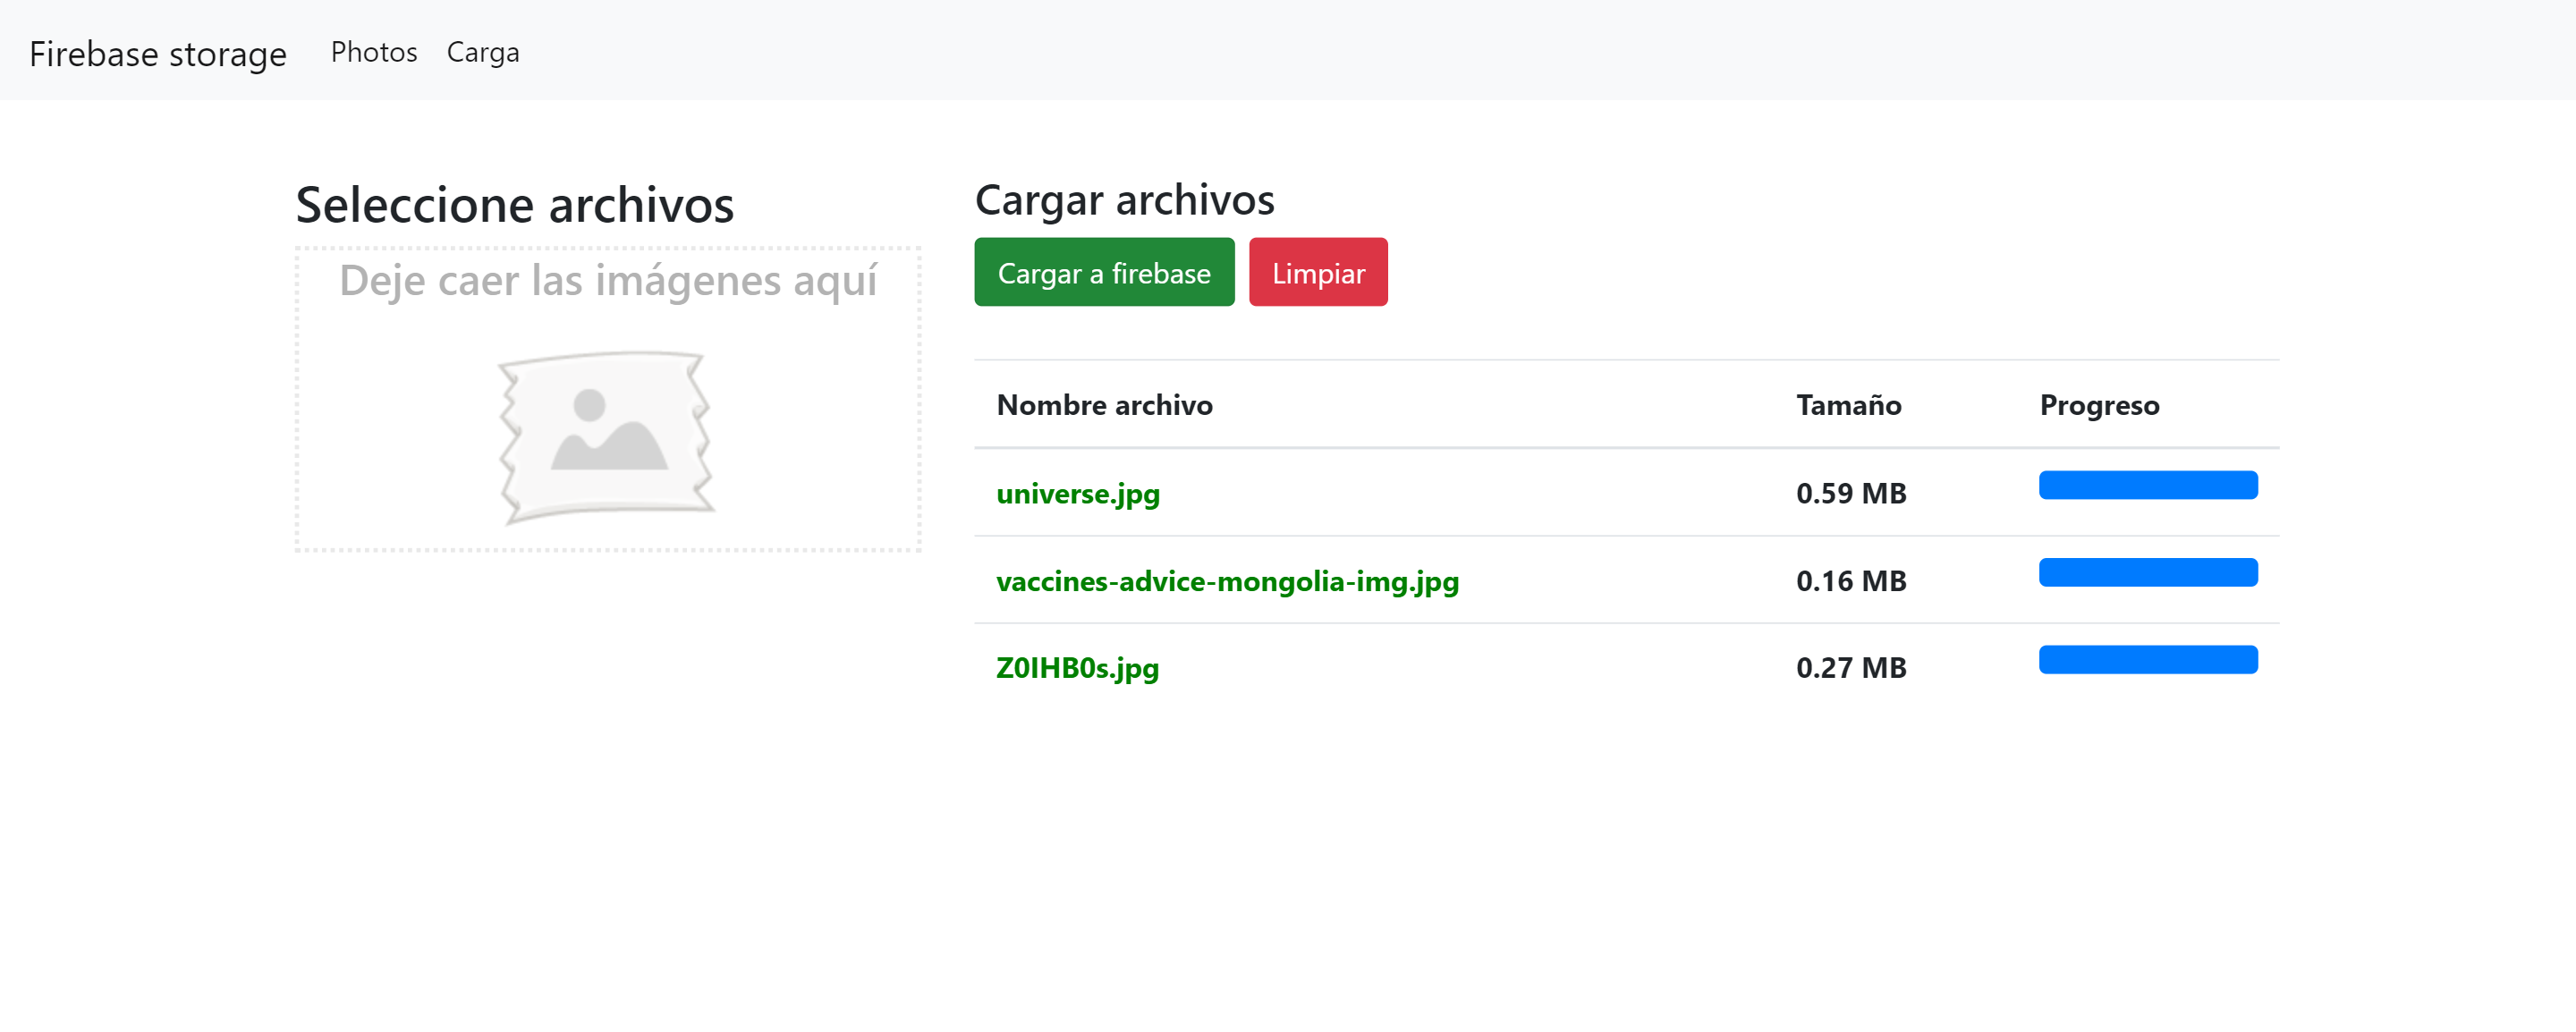 Firebase storage Photos Carga
Seleccione archivos
Deje caer las imágenes aquí
Cargar archivos
Cargar a firebase Limpiar
Nombre archivo Tamaño Progreso
universe.jpg 0.59 MB
vaccines-advice-mongolia-img.jpg 0.16 MB
Z0IHB0s.jpg 0.27 MB